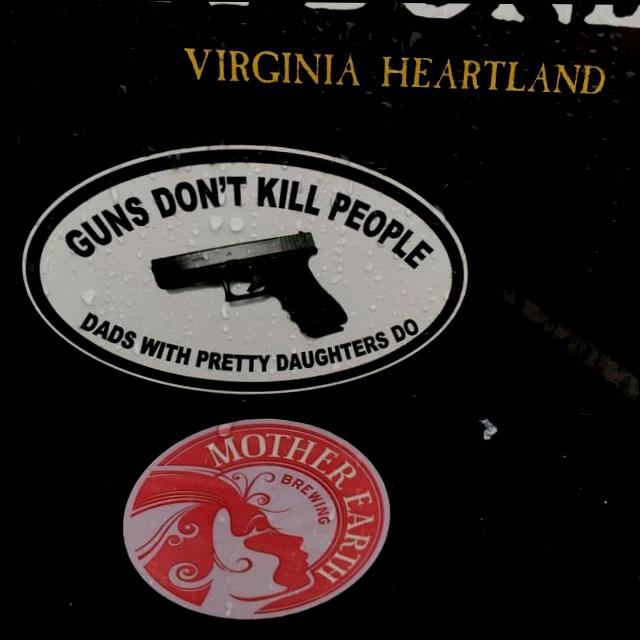 VIRGINIA HEARTLAND
GUNS DON'T KILL PEOPLE
DADS WITH PRETTY DAUGHTERS DO
MOTHER EARTH
BREWING